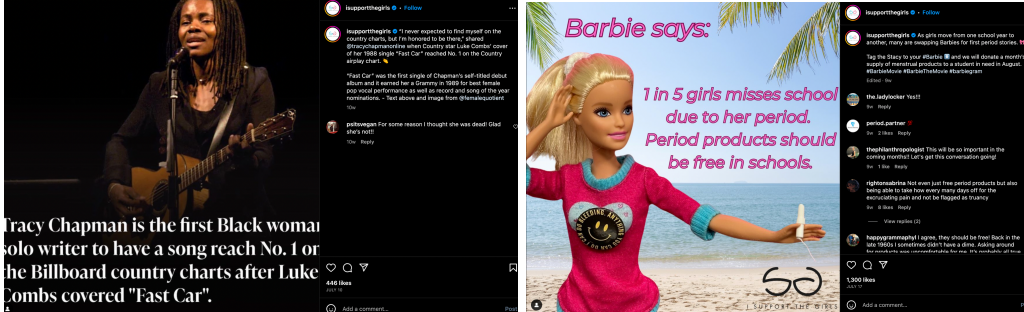 Tracy Chapman is the first Black woman
solo writer to have a song reach No. 1 on
the Billboard country charts after Luke
Combs covered "Fast Car".
isupportthegirls • Follow
isupportthegirls "I never expected to find myself on
the country charts, but I'm honored to be there," shared
@tracychapmanonline when Country star Luke Combs' cover
of her 1988 single "Fast Car" reached No. 1 on the Country
airplay chart. 👏
"Fast Car" was the first single of Chapman's self-titled debut
album and it earned her a Grammy in 1989 for best female
pop vocal performance as well as record and song of the year
nominations. - Text above and image from @femalequotient
10w
psitsvegan For some reason I thought she was dead! Glad
she's not!!
10w Reply
446 likes
Add a comment...
Post
Barbie says:
1 in 5 girls misses school
due to her period.
Period products should
be free in schools.
I SUPPORT THE GIRLS
isupportthegirls • Follow
isupportthegirls As girls move from one school year to
another, many are swapping Barbies for first period stories.
Tag the Stacy to your #Barbie and we will donate a month's
supply of menstrual products to a student in need in August.
#BarbieMovie #BarbieTheMovie #barbiegram
Edited · 9w
the.ladylocker Yes!!!
9w Reply
period.partner
9w 2 likes Reply
thephilanthropologist This will be so important in the
coming months!! Let's get this conversation going!
9w 1 like Reply
rightonsabrina Not even just free period products but also
being able to take how every many days off for the
excruciating pain and not be flagged as truancy
9w 8 likes Reply
View replies (2)
happygrammaphyl I agree, they should be free! Back in the
late 1960s I sometimes didn't have a dime. Asking around
1,300 likes
JULY 17
Add a comment...